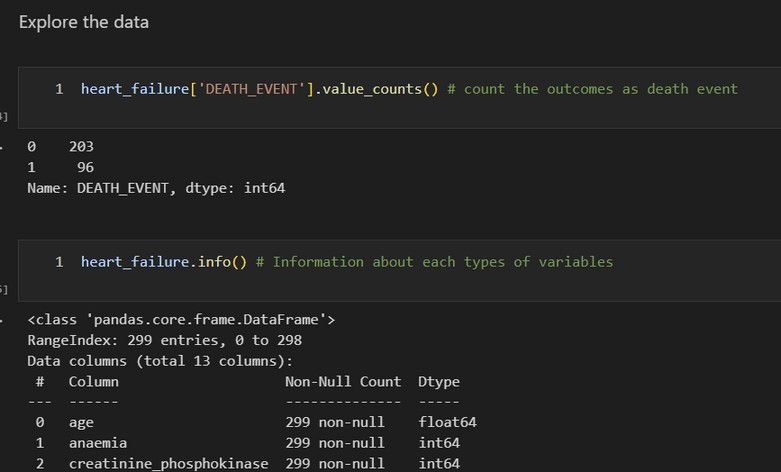 Explore the data
1 heart_failure['DEATH_EVENT'].value_counts() # count the outcomes as death event
0    203
1     96
Name: DEATH_EVENT, dtype: int64
1 heart_failure.info() # Information about each types of variables
<class 'pandas.core.frame.DataFrame'>
RangeIndex: 299 entries, 0 to 298
Data columns (total 13 columns):
 #   Column                    Non-Null Count  Dtype
---  ------                    --------------  -----
 0   age                       299 non-null    float64
 1   anaemia                   299 non-null    int64
 2   creatinine_phosphokinase  299 non-null    int64